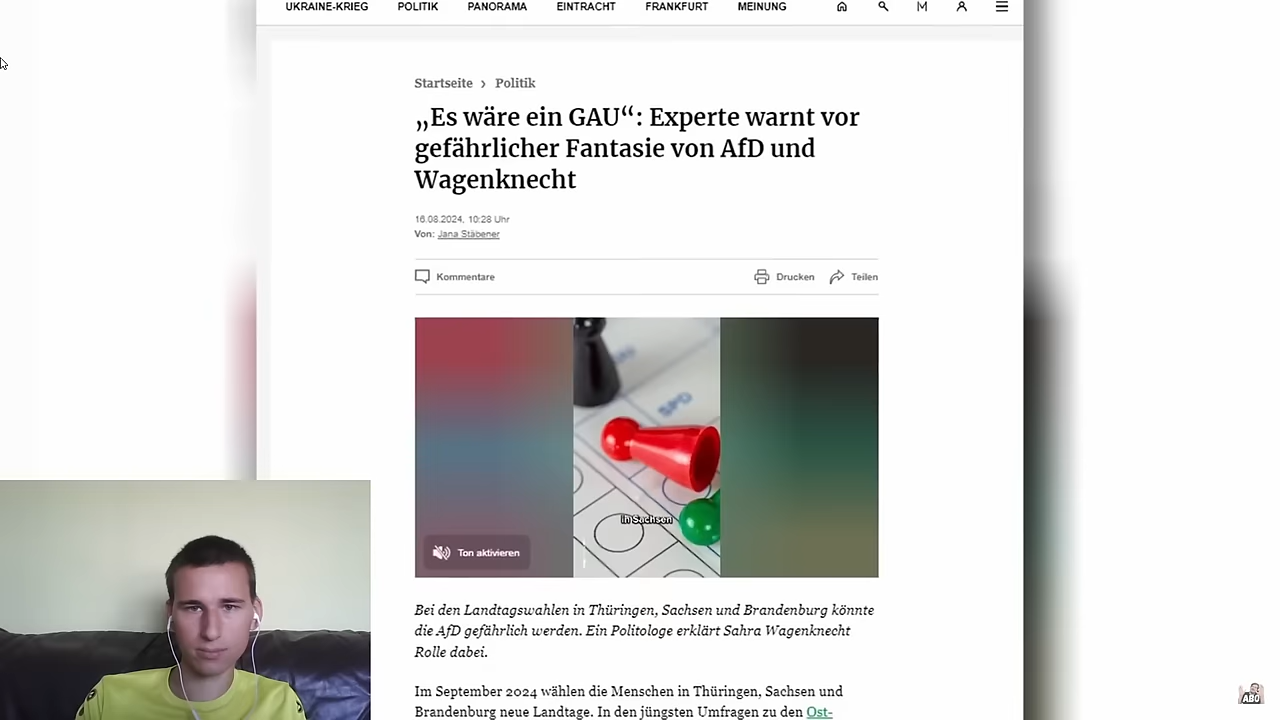 UKRAINE-KRIEG POLITIK PANORAMA EINTRACHT FRANKFURT MEINUNG
Startseite › Politik
„Es wäre ein GAU“: Experte warnt vor
gefährlicher Fantasie von AfD und
Wagenknecht
16.08.2024, 10:28 Uhr
Von: Jana Stäbener
Kommentare Drucken Teilen
SPD
In Sachsen
Ton aktivieren
Bei den Landtagswahlen in Thüringen, Sachsen und Brandenburg könnte
die AfD gefährlich werden. Ein Politologe erklärt Sahra Wagenknecht
Rolle dabei.
Im September 2024 wählen die Menschen in Thüringen, Sachsen und
Brandenburg neue Landtage. In den jüngsten Umfragen zu den Ost-
ABO